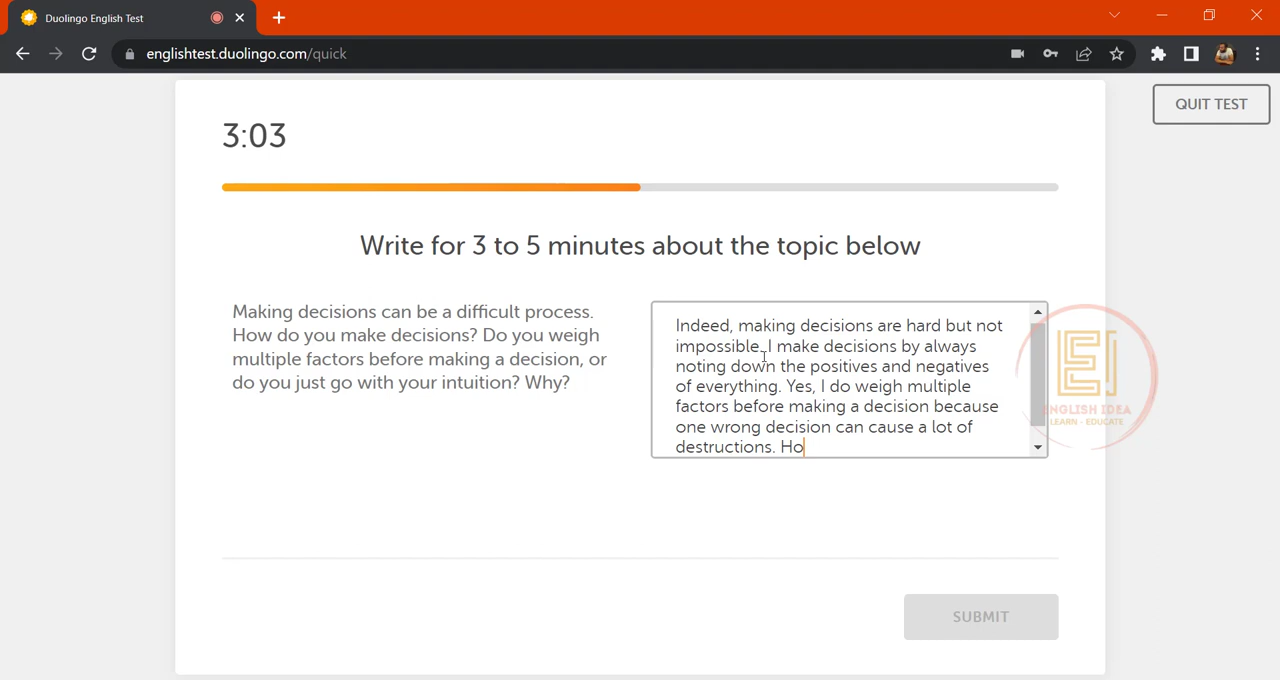 Duolingo English Test
englishtest.duolingo.com/quick
QUIT TEST
3:03
Write for 3 to 5 minutes about the topic below
Making decisions can be a difficult process.
How do you make decisions? Do you weigh
multiple factors before making a decision, or
do you just go with your intuition? Why?
Indeed, making decisions are hard but not
impossible. I make decisions by always
noting down the positives and negatives
of everything. Yes, I do weigh multiple
factors before making a decision because
one wrong decision can cause a lot of
destructions. Ho
EI
ENGLISH IDEA
LEARN - EDUCATE
SUBMIT